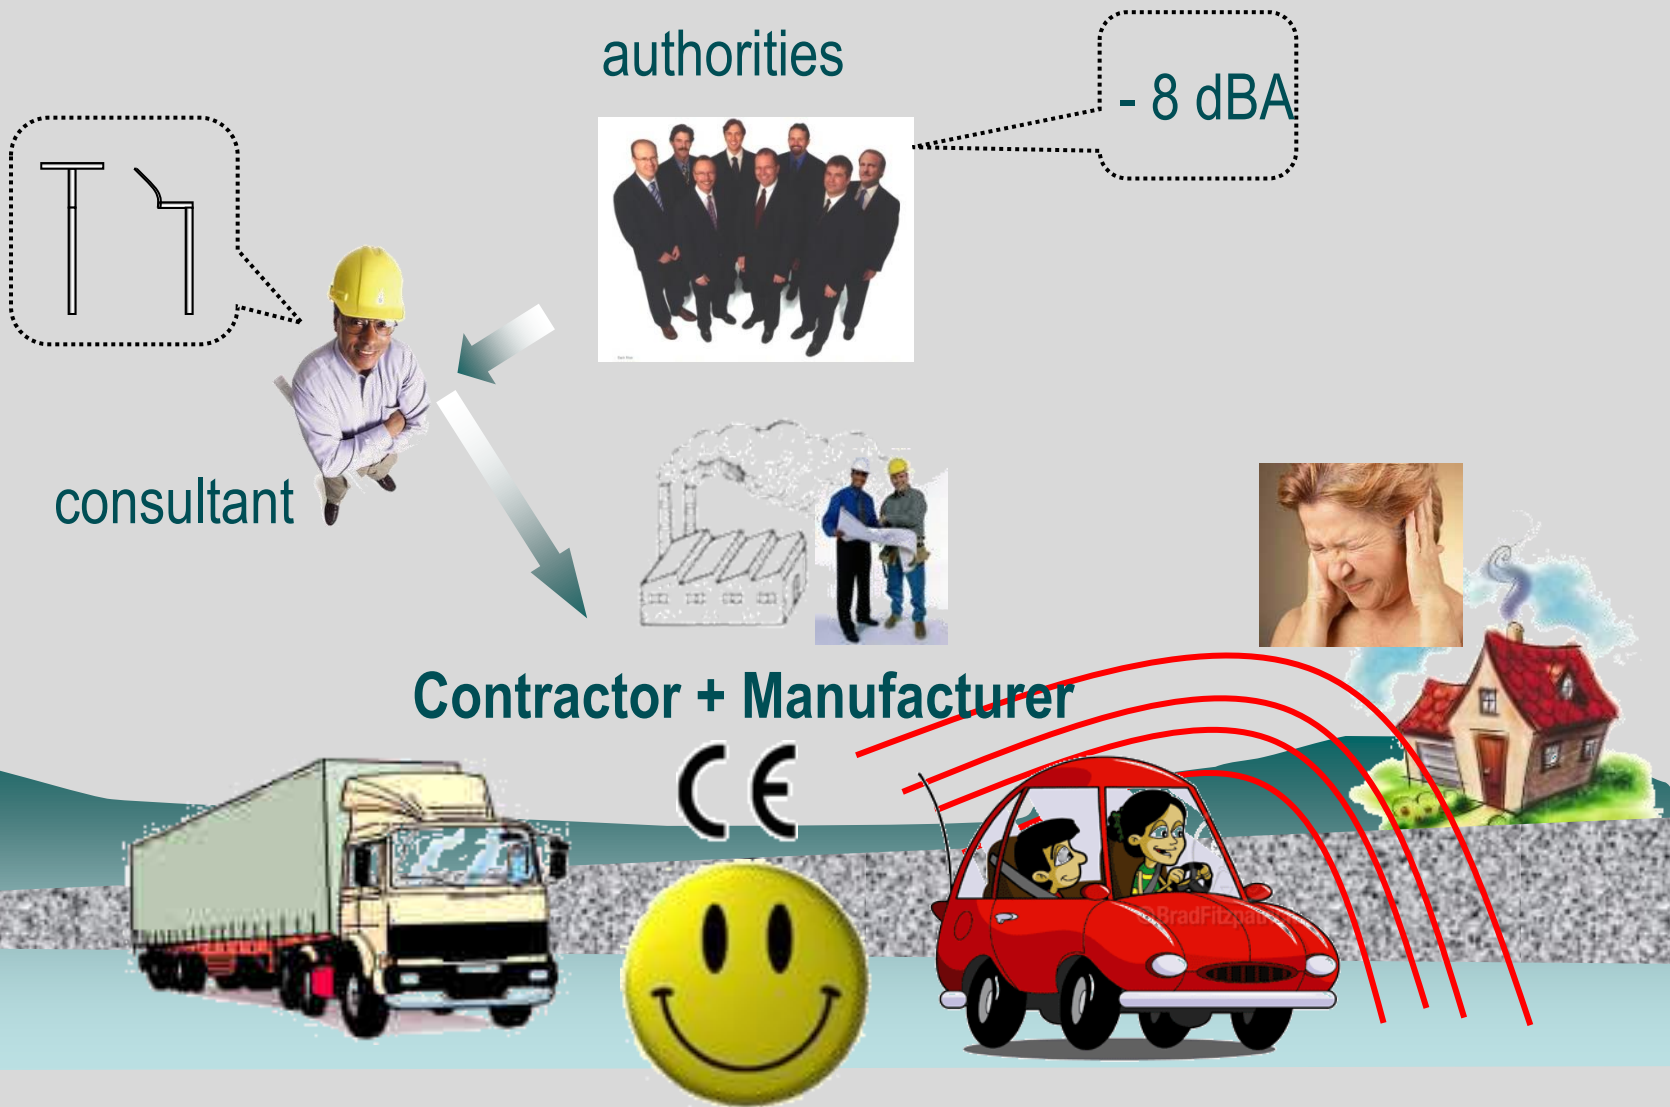 authorities
- 8 dBA
consultant
Contractor + Manufacturer
CE